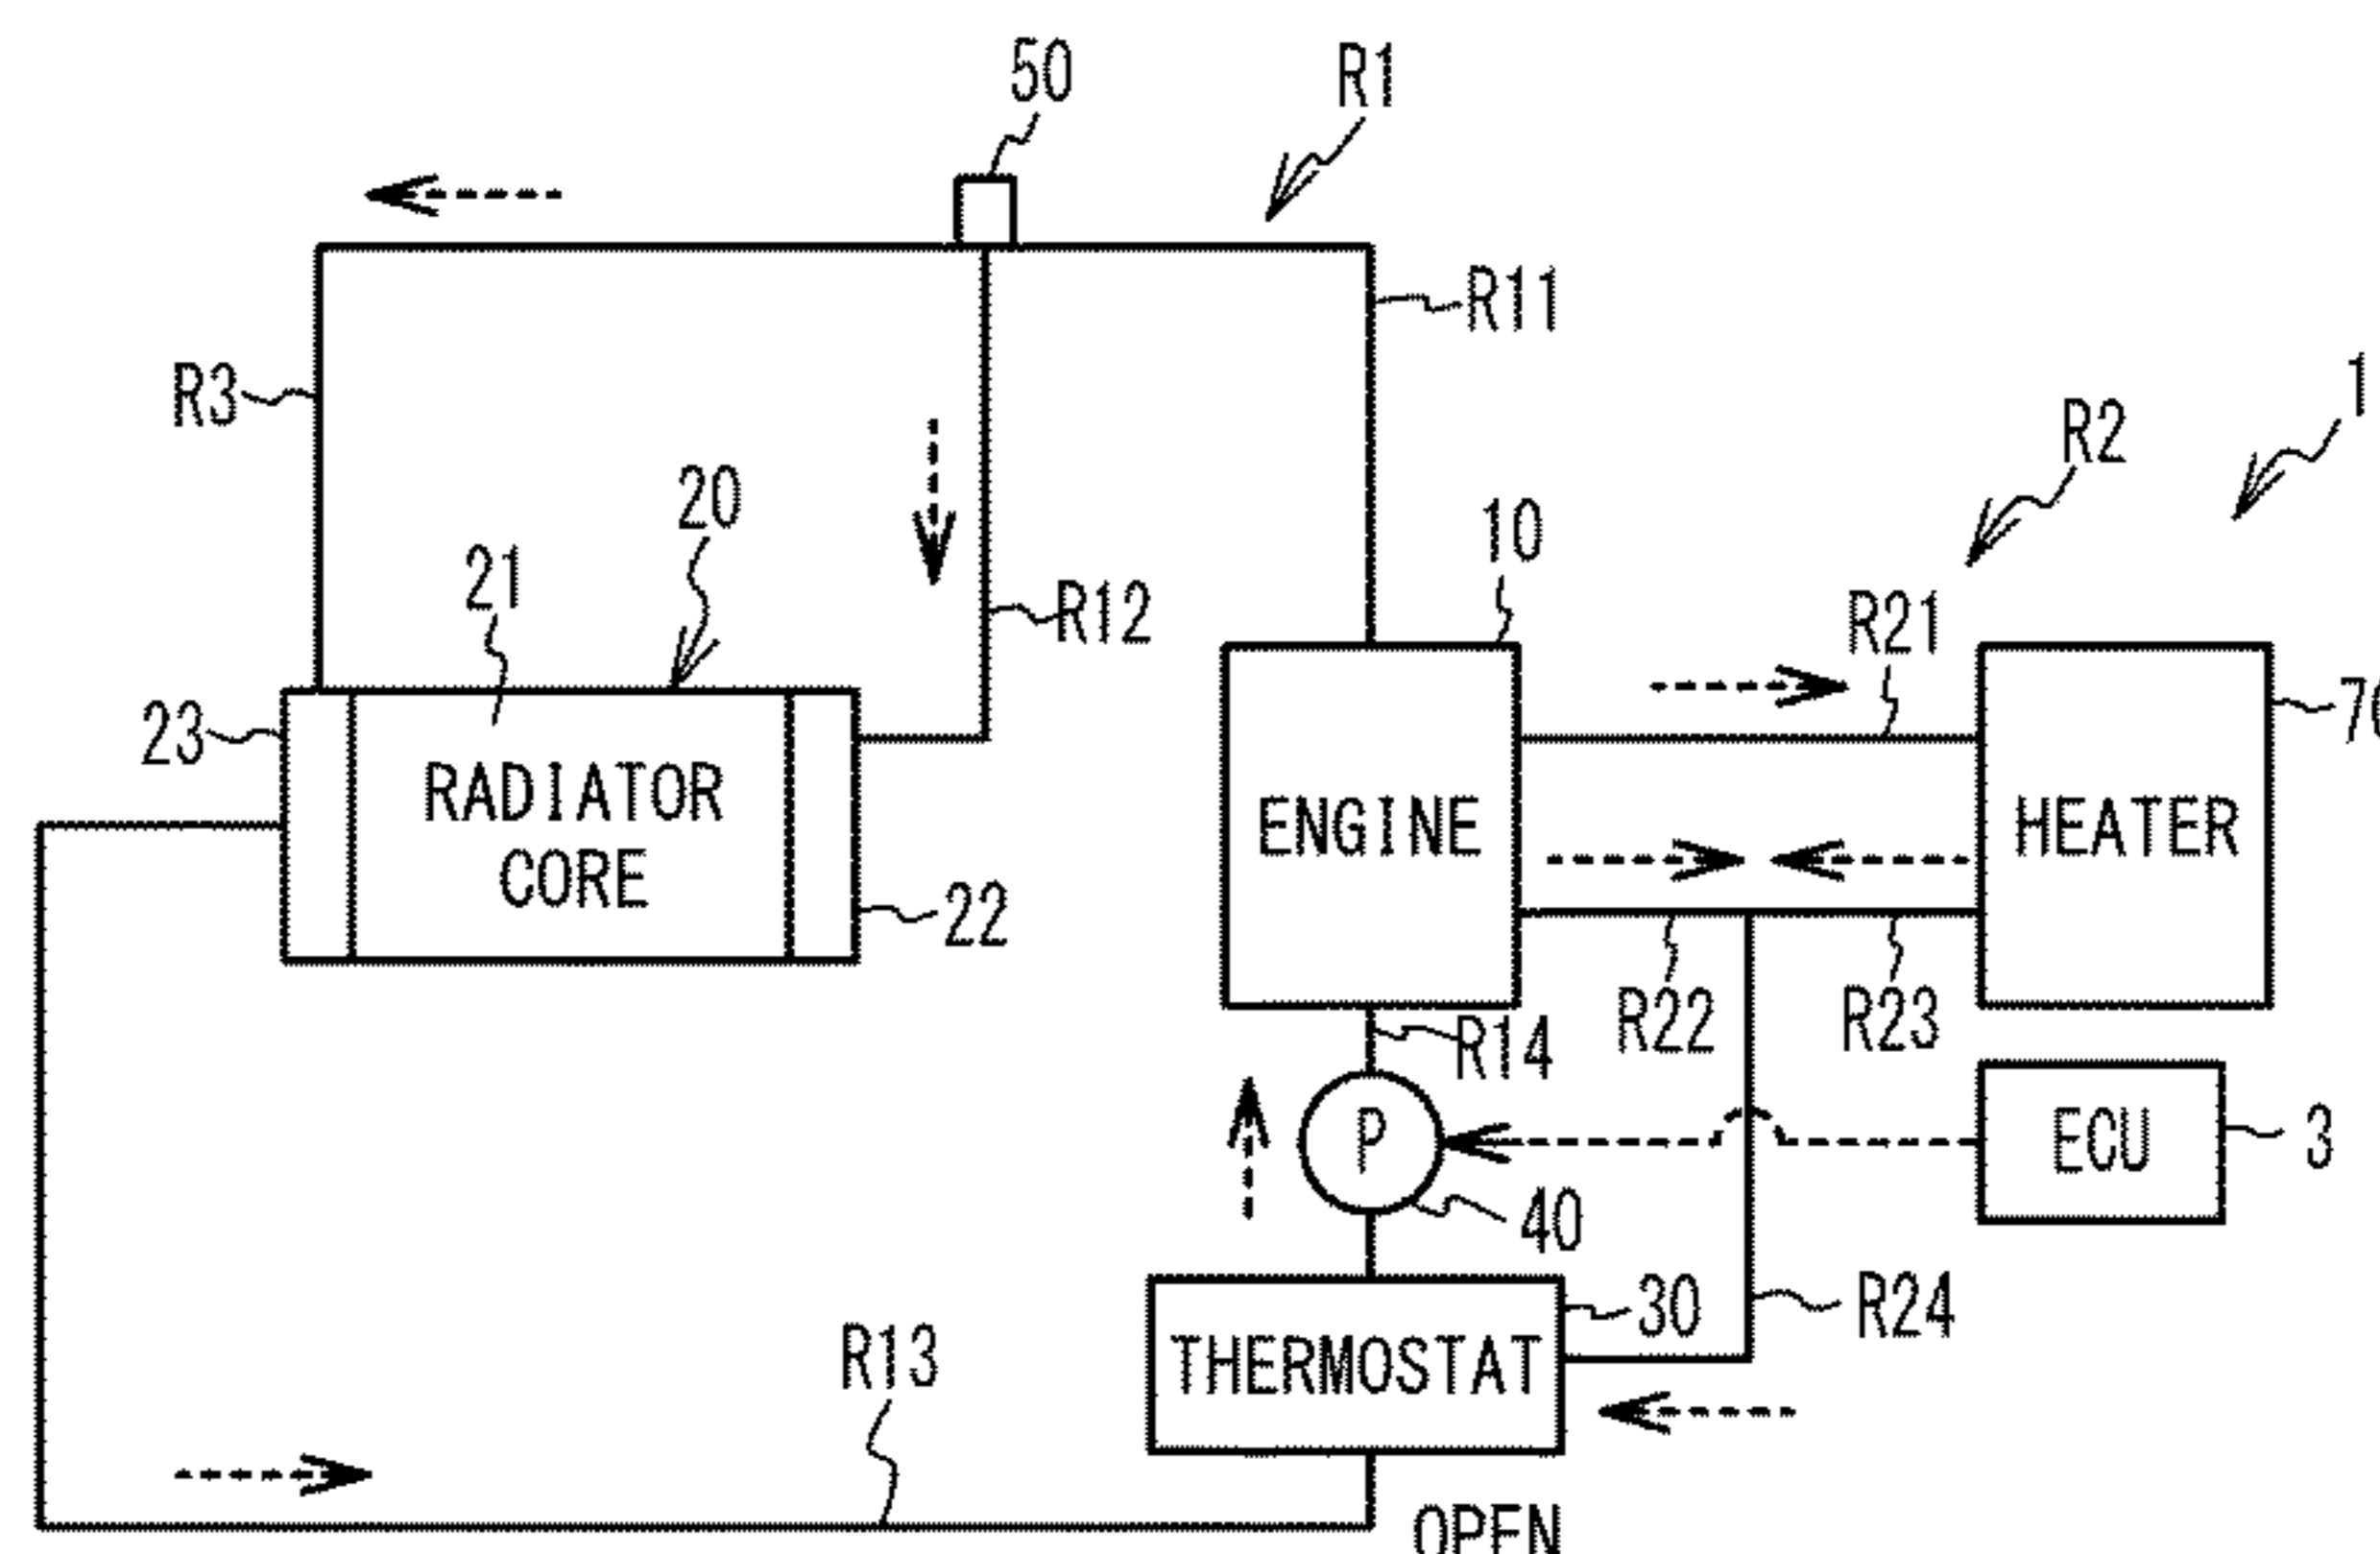 50
R1
R11
R3
1
R2
20
21
10
R12
R21
23
RADIATOR
CORE
ENGINE
HEATER
22
R22
R23
R14
P
ECU
3
40
30
R24
R13
THERMOSTAT
OPEN